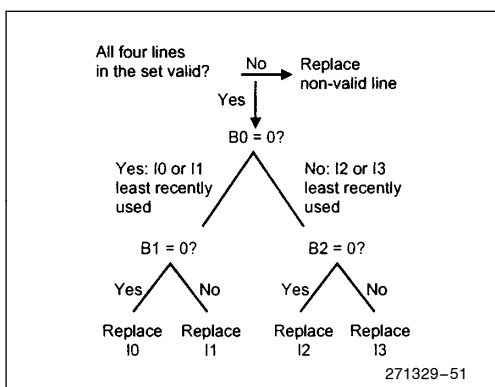 All four lines
in the set valid?
No
Replace
non-valid line
Yes
B0 = 0?
Yes: I0 or I1
least recently
used
No: I2 or I3
least recently
used
B1 = 0?
B2 = 0?
Yes
No
Yes
No
Replace
I0
Replace
I1
Replace
I2
Replace
I3
271329–51